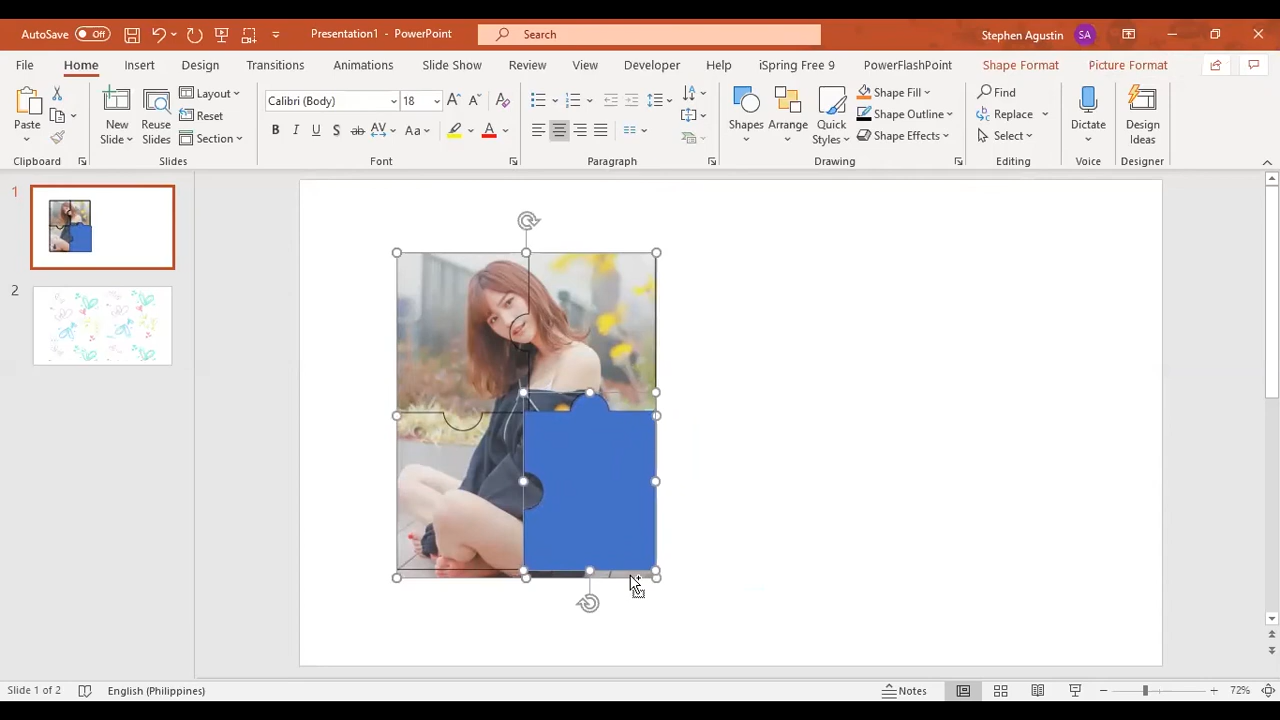 AutoSave Off Presentation1 - PowerPoint Search Stephen Agustin SA
File Home Insert Design Transitions Animations Slide Show Review View Developer Help iSpring Free 9 PowerFlashPoint Shape Format Picture Format
Paste
New
Slide
Reuse
Slides
Layout
Reset
Section
Calibri (Body) 18 A A A
B I U S ab AV Aa A
Shapes
Arrange
Quick
Styles
Shape Fill
Shape Outline
Shape Effects
Find
Replace
Select
Dictate
Design
Ideas
Clipboard Slides Font Paragraph Drawing Editing Voice Designer
1
2
Slide 1 of 2 English (Philippines) Notes 72%